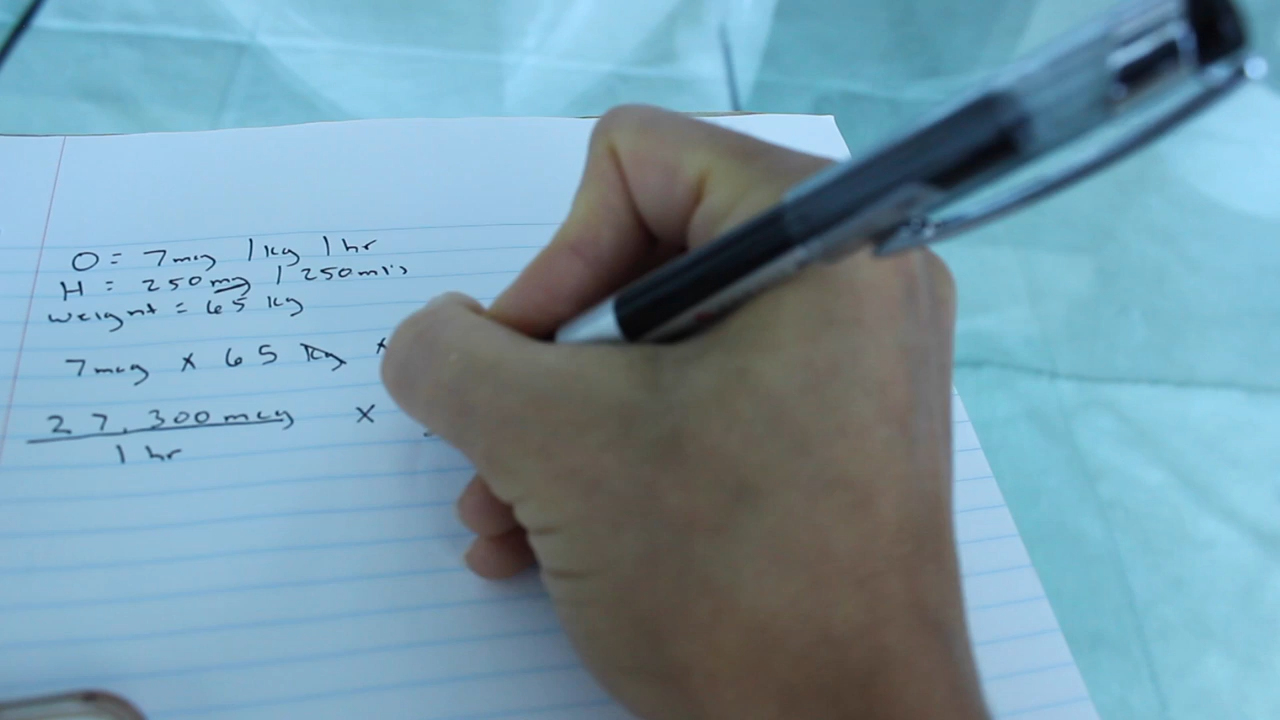 O = 7mcg / kg / hr
H = 250mg / 250mls
weight = 65 kg
7mcg x 65 kg x
27,300mcg x
1 hr